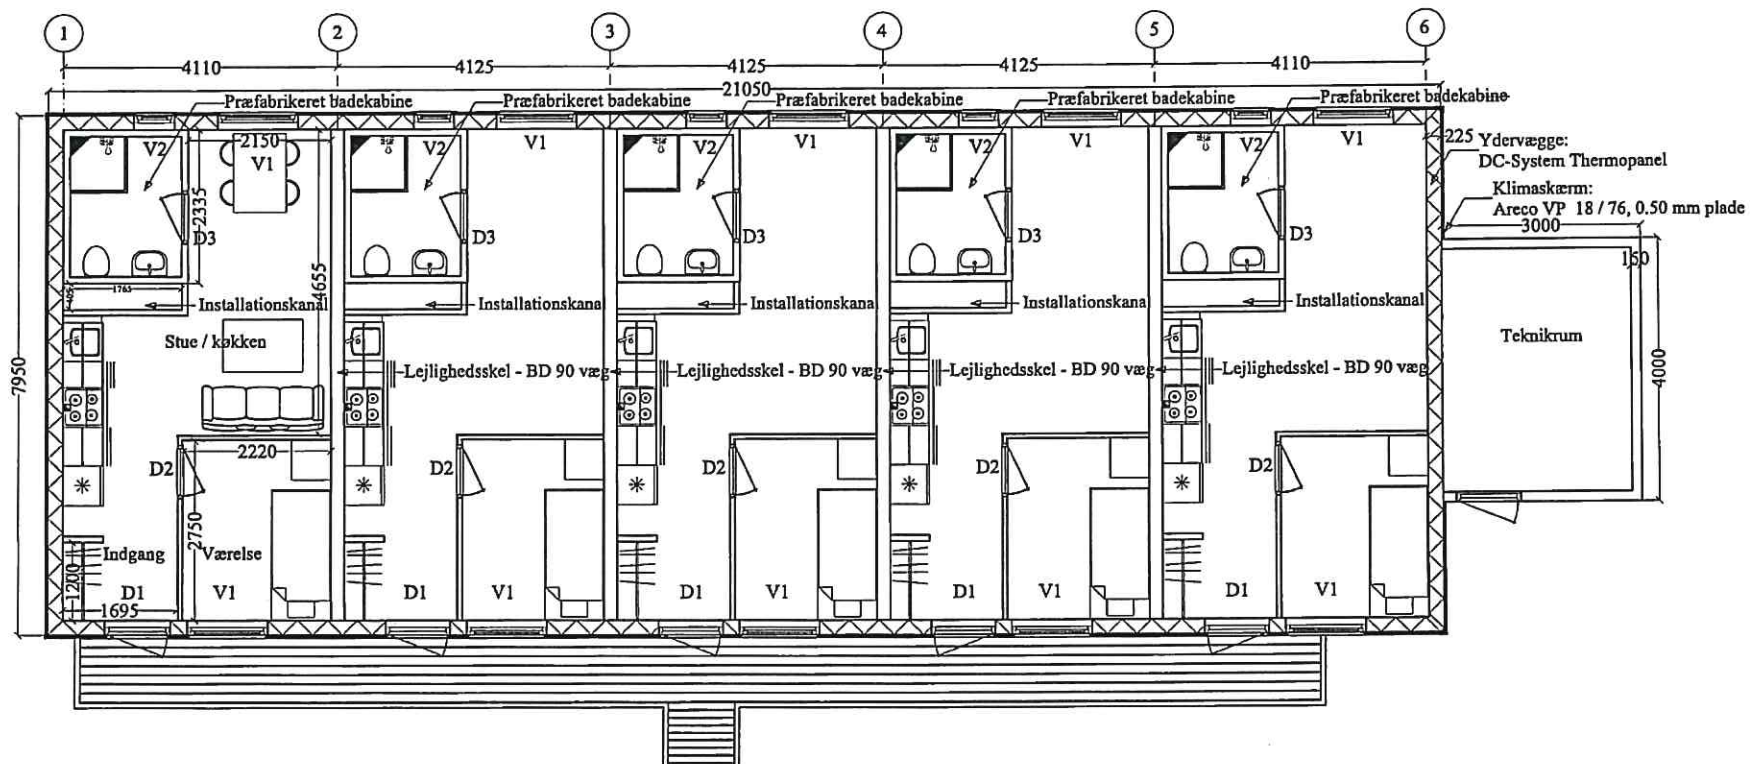 1 2 3 4 5 6
4110 4125 4125 4125 4110
21050
Præfabrikeret badekabine Præfabrikeret badekabine Præfabrikeret badekabine Præfabrikeret badekabine Præfabrikeret badekabine
225 Ydervægge:
DC-System Thermopanel
Klimaskærm:
Areco VP 18 / 76, 0.50 mm plade
3000
150
2150
V2 V1 V2 V1 V2 V1 V2 V1 V2 V1
2335
D3 D3 D3 D3 D3
4655
1765
405
Installationskanal Installationskanal Installationskanal Installationskanal Installationskanal
Stue / køkken
Teknikrum
7950
4000
Lejlighedsskel - BD 90 væg Lejlighedsskel - BD 90 væg Lejlighedsskel - BD 90 væg Lejlighedsskel - BD 90 væg
2220
D2 D2 D2 D2 D2
2750
Indgang Værelse
1200
D1 V1 D1 V1 D1 V1 D1 V1 D1 V1
1695